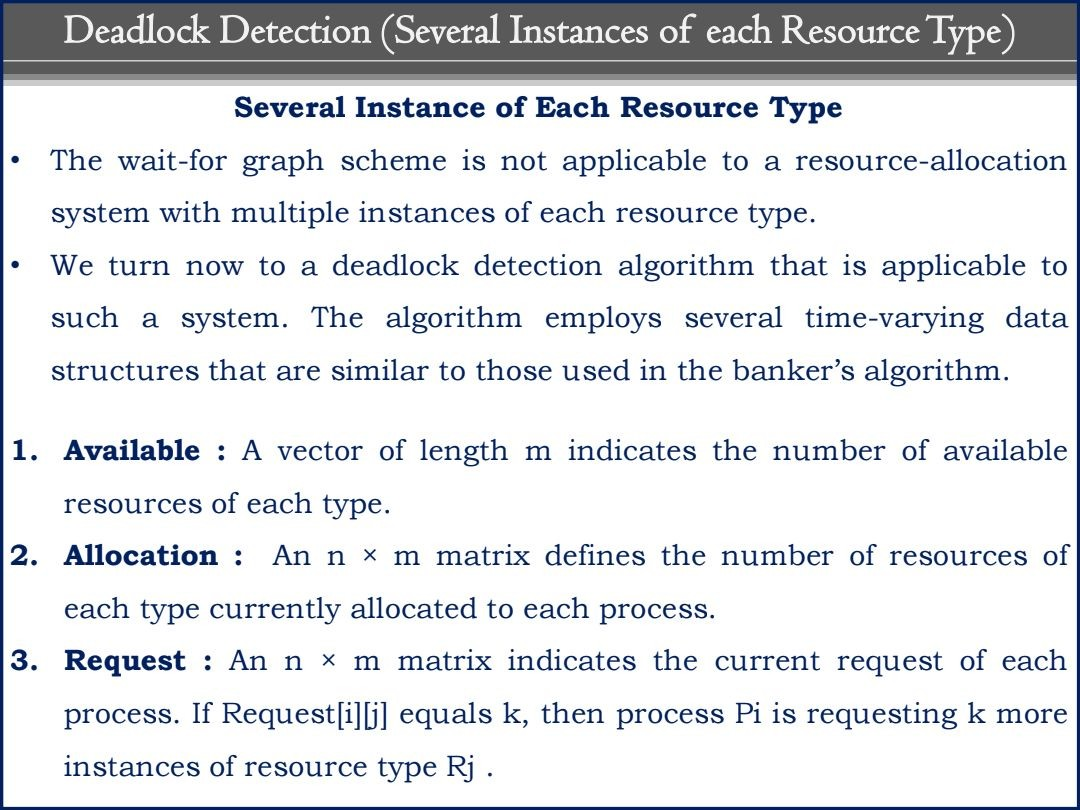 Deadlock Detection (Several Instances of each Resource Type)
Several Instance of Each Resource Type
• The wait-for graph scheme is not applicable to a resource-allocation
system with multiple instances of each resource type.
• We turn now to a deadlock detection algorithm that is applicable to
such a system. The algorithm employs several time-varying data
structures that are similar to those used in the banker’s algorithm.
1. Available : A vector of length m indicates the number of available
resources of each type.
2. Allocation : An n × m matrix defines the number of resources of
each type currently allocated to each process.
3. Request : An n × m matrix indicates the current request of each
process. If Request[i][j] equals k, then process Pi is requesting k more
instances of resource type Rj .